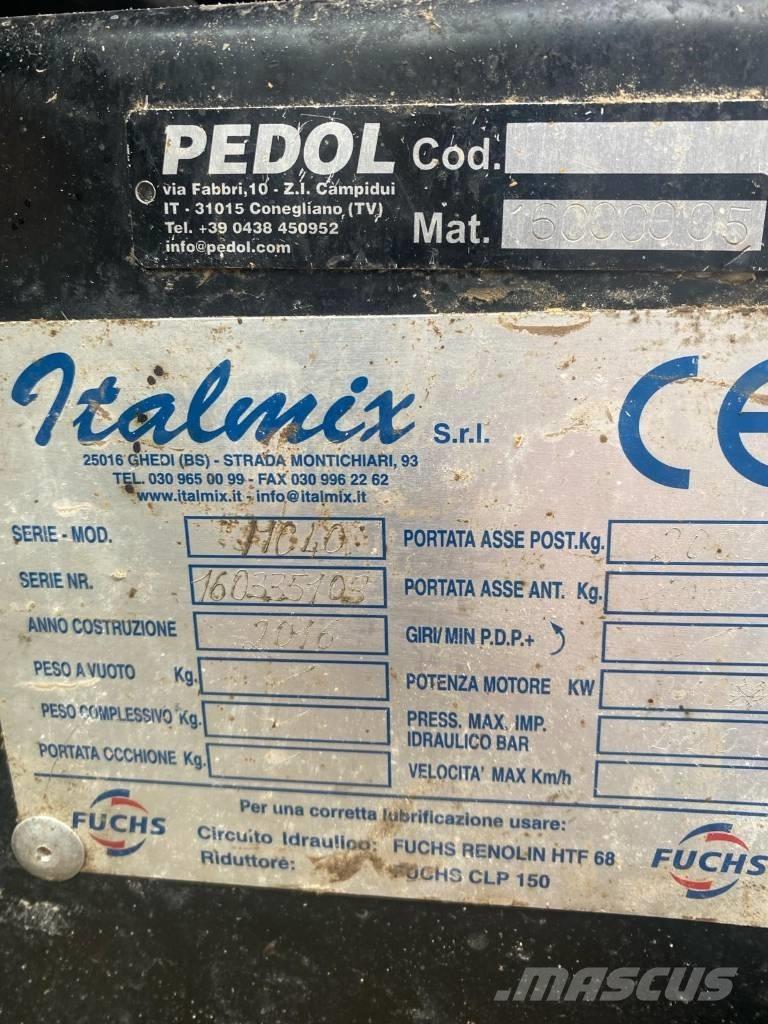 PEDOL Cod.
via Fabbri,10 - Z.I. Campidui
IT - 31015 Conegliano (TV)
Tel. +39 0438 450952
info@pedol.com
Mat.
Italmix S.r.l. CE
25016 GHEDI (BS) - STRADA MONTICHIARI, 93
TEL. 030 965 00 99 - FAX 030 996 22 62
www.italmix.it - info@italmix.it
SERIE - MOD.
SERIE NR.
ANNO COSTRUZIONE 2016
PESO A VUOTO Kg.
PESO COMPLESSIVO Kg.
PORTATA OCCHIONE Kg.
PORTATA ASSE POST.Kg.
PORTATA ASSE ANT. Kg.
GIRI/MIN P.D.P.+
POTENZA MOTORE KW
PRESS. MAX. IMP.
IDRAULICO BAR
VELOCITA' MAX Km/h
Per una corretta lubrificazione usare:
FUCHS
Circuito Idraulico: FUCHS RENOLIN HTF 68
Riduttore: FUCHS CLP 150
FUCHS
MASCUS